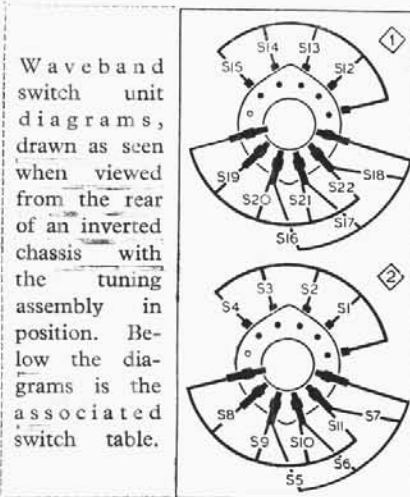 Waveband
switch unit
diagrams,
drawn as seen
when viewed
from the rear
of an inverted
chassis with
the tuning
assembly in
position. Be-
low the dia-
grams is the
associated
switch table.
1
S14 S13
S15 S12
S19 S18
S20 S21 S22
S16 S17
2
S3 S2
S4 S1
S8 S7
S9 S10 S11
S5 S6